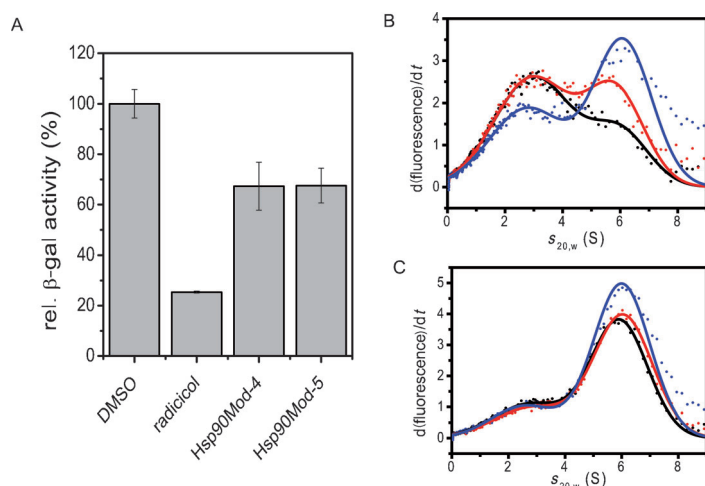 A
rel. β-gal activity (%)
120
100
80
60
40
20
0
DMSO
radicicol
Hsp90Mod-4
Hsp90Mod-5
B
d(fluorescence)/dt
4
3
2
1
0
0 2 4 6 8
s20,w (S)
C
d(fluorescence)/dt
5
4
3
2
1
0
0 2 4 6 8
s20,w (S)